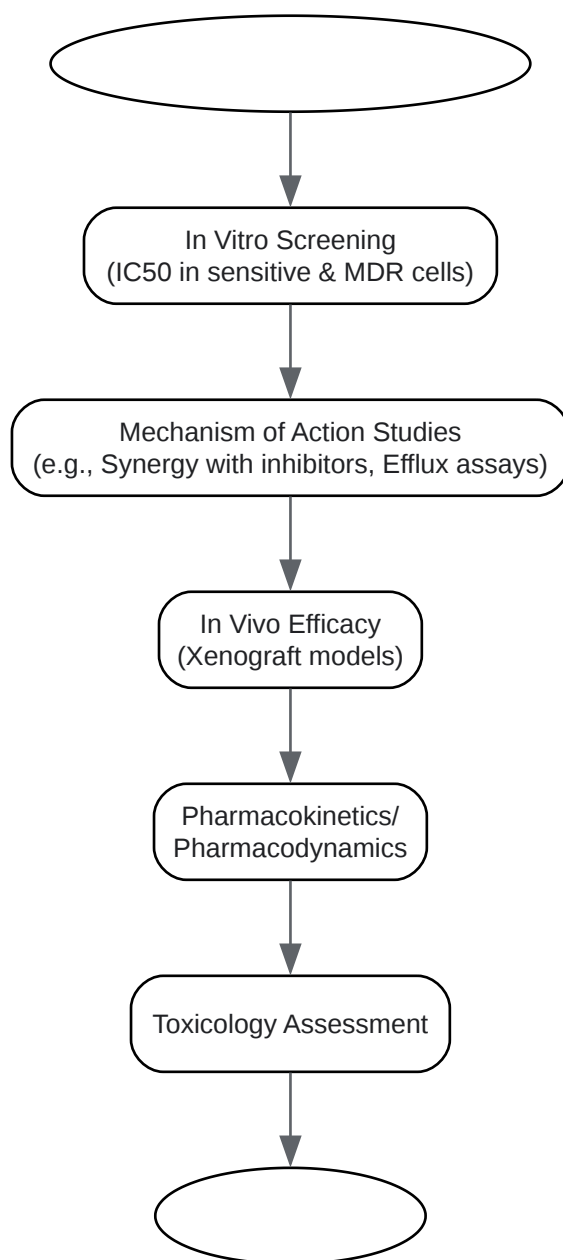 In Vitro Screening
(IC50 in sensitive & MDR cells)
Mechanism of Action Studies
(e.g., Synergy with inhibitors, Efflux assays)
In Vivo Efficacy
(Xenograft models)
Pharmacokinetics/
Pharmacodynamics
Toxicology Assessment